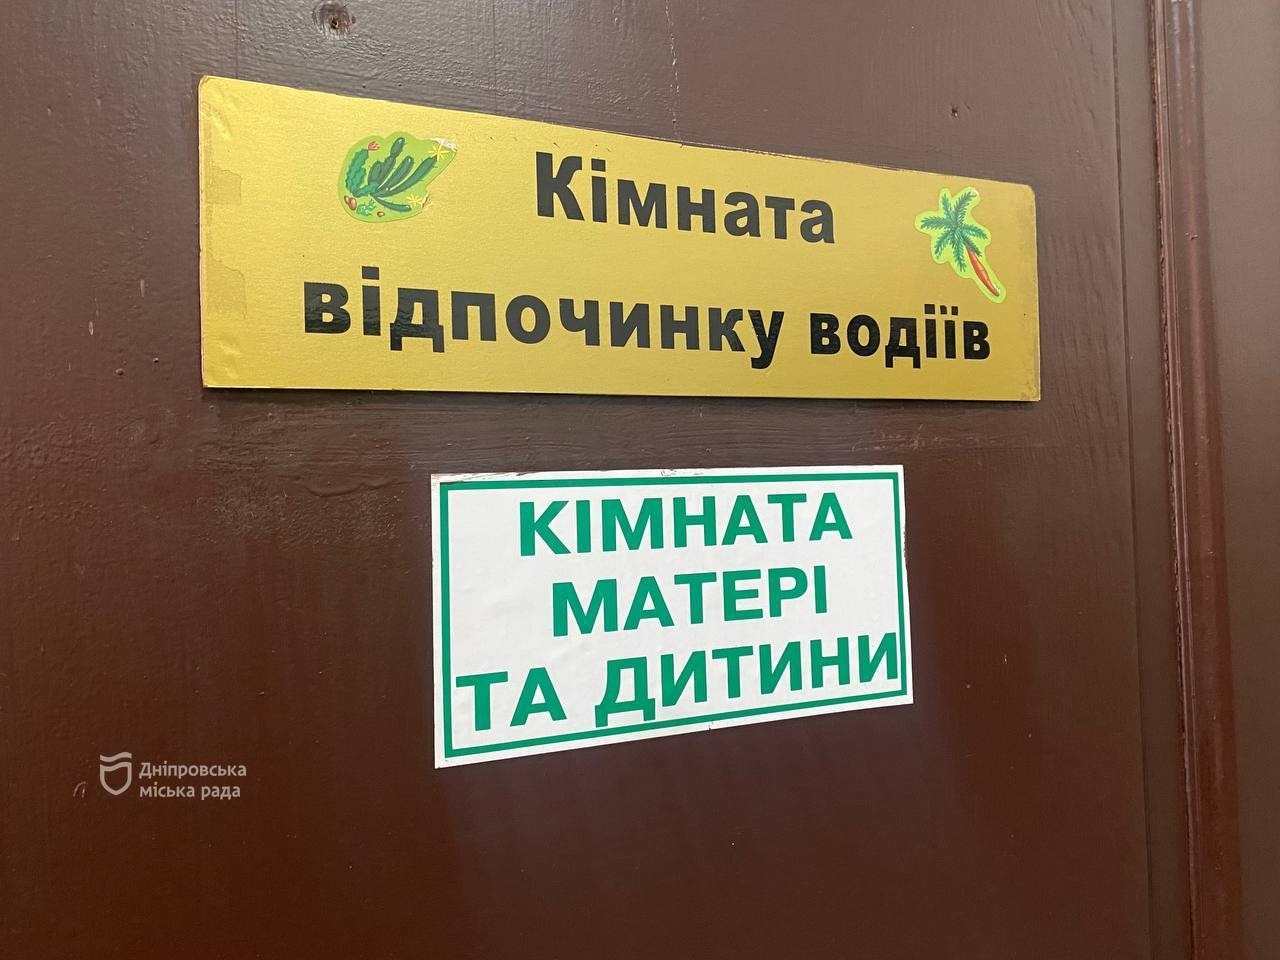 Кімната
відпочинку водіїв
КІМНАТА
МАТЕРІ
ТА ДИТИНИ
Дніпровська
міська рада